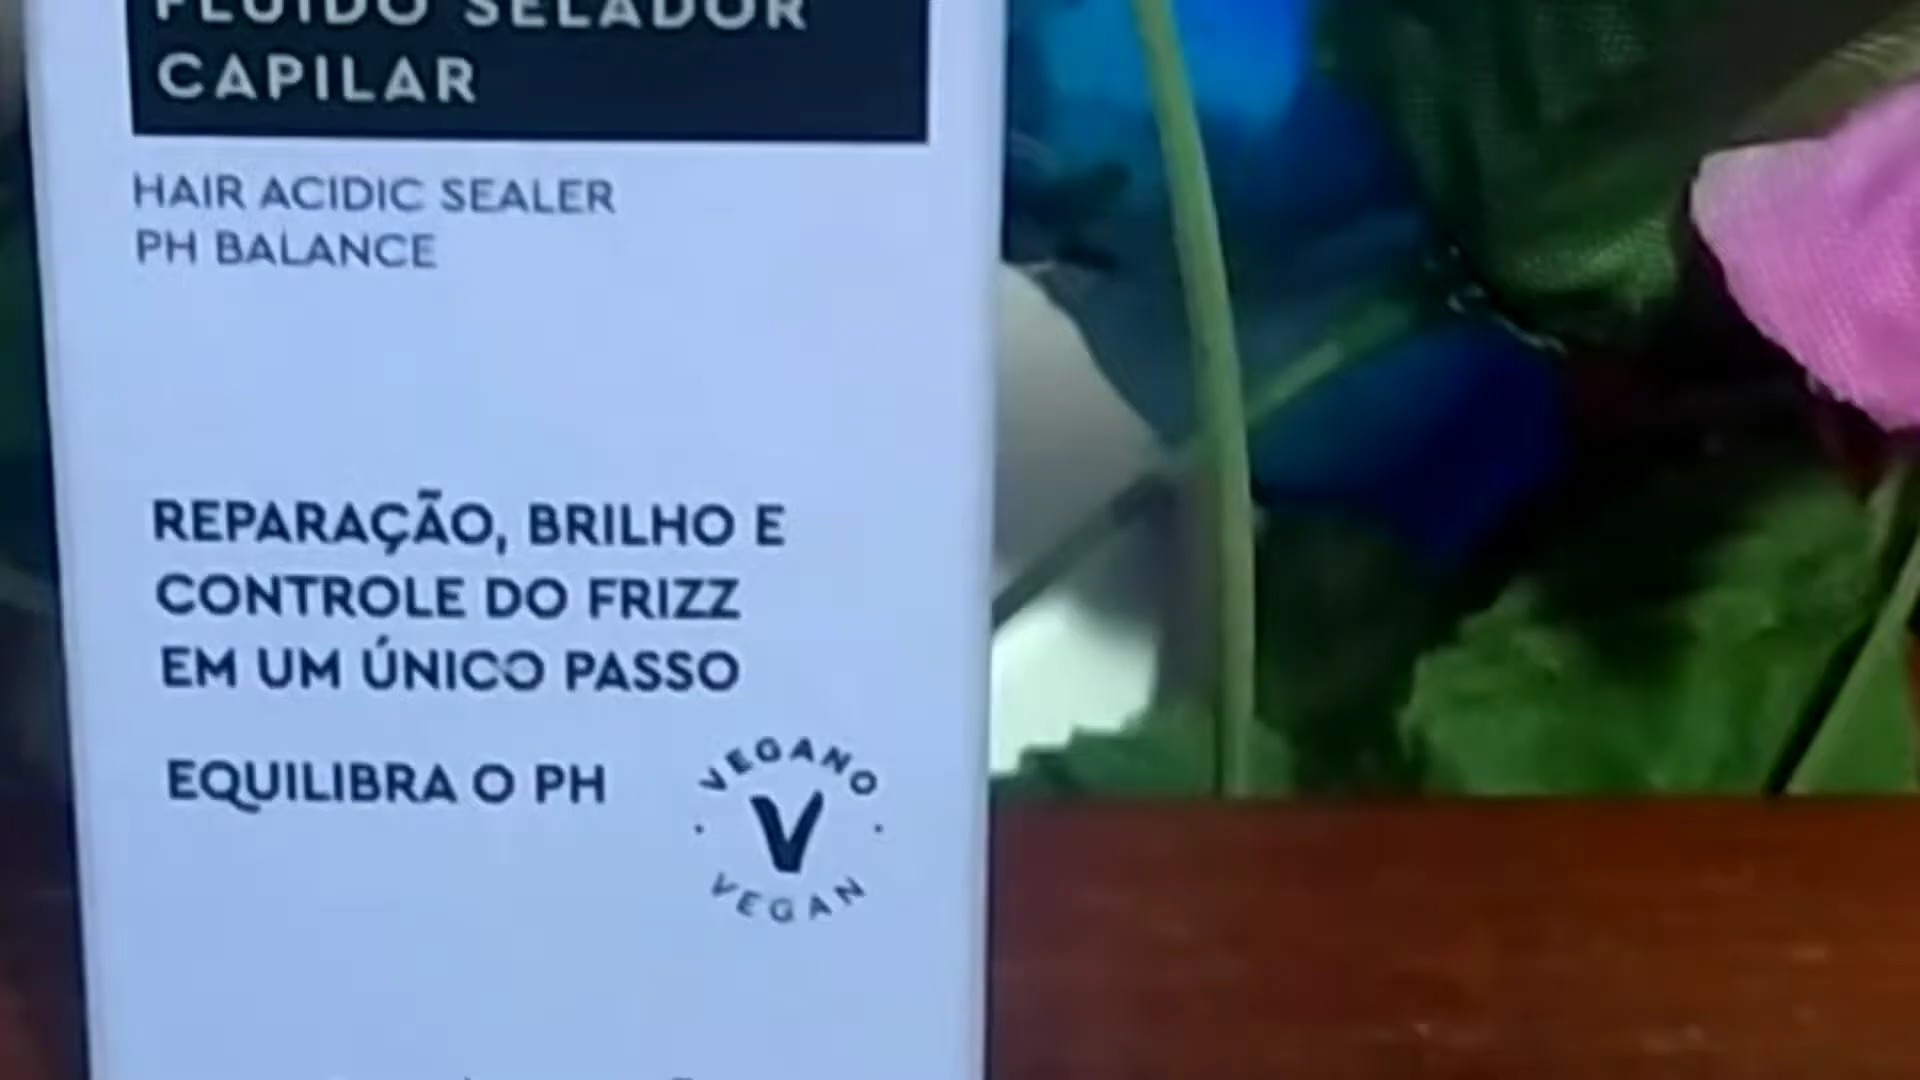 FLUIDO SELADOR
CAPILAR
HAIR ACIDIC SEALER
PH BALANCE
REPARAÇÃO, BRILHO E
CONTROLE DO FRIZZ
EM UM ÚNICO PASSO
EQUILIBRA O PH
VEGANO
V
VEGAN